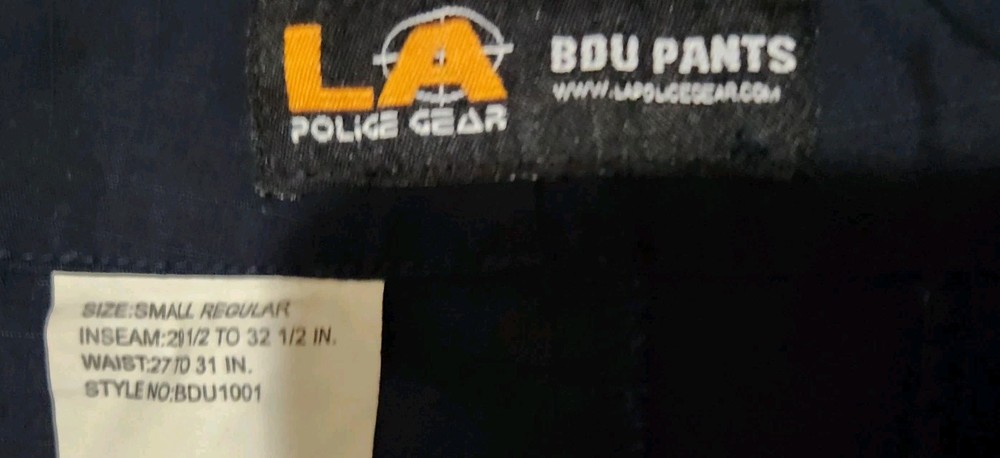 LA
POLICE GEAR
BDU PANTS
WWW.LAPOLICEGEAR.COM
SIZE:SMALL REGULAR
INSEAM:29 1/2 TO 32 1/2 IN.
WAIST:27 TO 31 IN.
STYLE NO:BDU1001